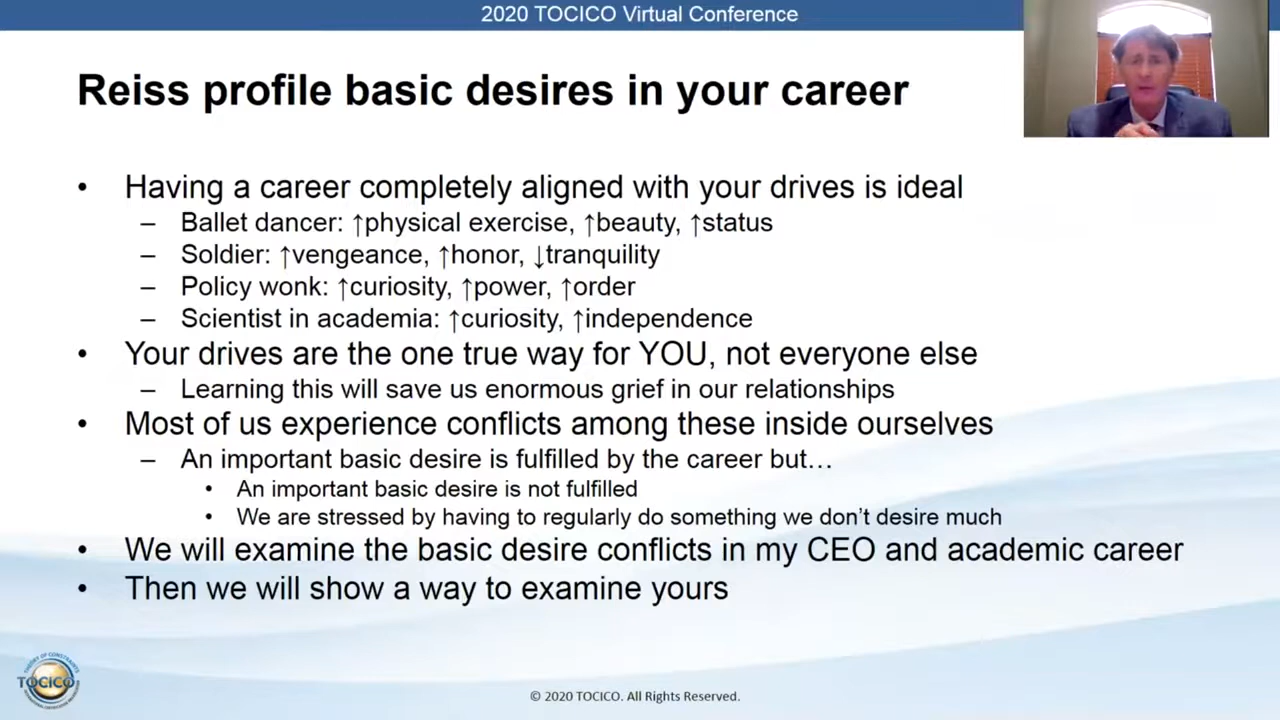 2020 TOCICO Virtual Conference
Reiss profile basic desires in your career
• Having a career completely aligned with your drives is ideal
– Ballet dancer: ↑physical exercise, ↑beauty, ↑status
– Soldier: ↑vengeance, ↑honor, ↓tranquility
– Policy wonk: ↑curiosity, ↑power, ↑order
– Scientist in academia: ↑curiosity, ↑independence
• Your drives are the one true way for YOU, not everyone else
– Learning this will save us enormous grief in our relationships
• Most of us experience conflicts among these inside ourselves
– An important basic desire is fulfilled by the career but…
• An important basic desire is not fulfilled
• We are stressed by having to regularly do something we don’t desire much
• We will examine the basic desire conflicts in my CEO and academic career
• Then we will show a way to examine yours
THEORY OF CONSTRAINTS
TOCICO
© 2020 TOCICO. All Rights Reserved.